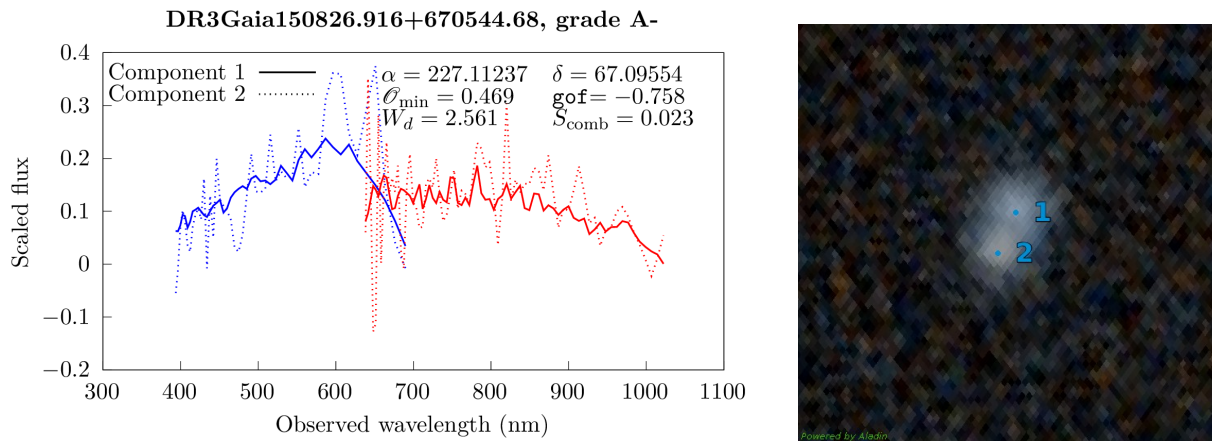 DR3Gaia150826.916+670544.68, grade A-
Component 1
Component 2
α = 227.11237 δ = 67.09554
𝒪min = 0.469 gof= −0.758
Wd = 2.561 Scomb = 0.023
Scaled flux
0.4
0.3
0.2
0.1
0
−0.1
−0.2
300 400 500 600 700 800 900 1000 1100
Observed wavelength (nm)
1
2
Powered by Aladin